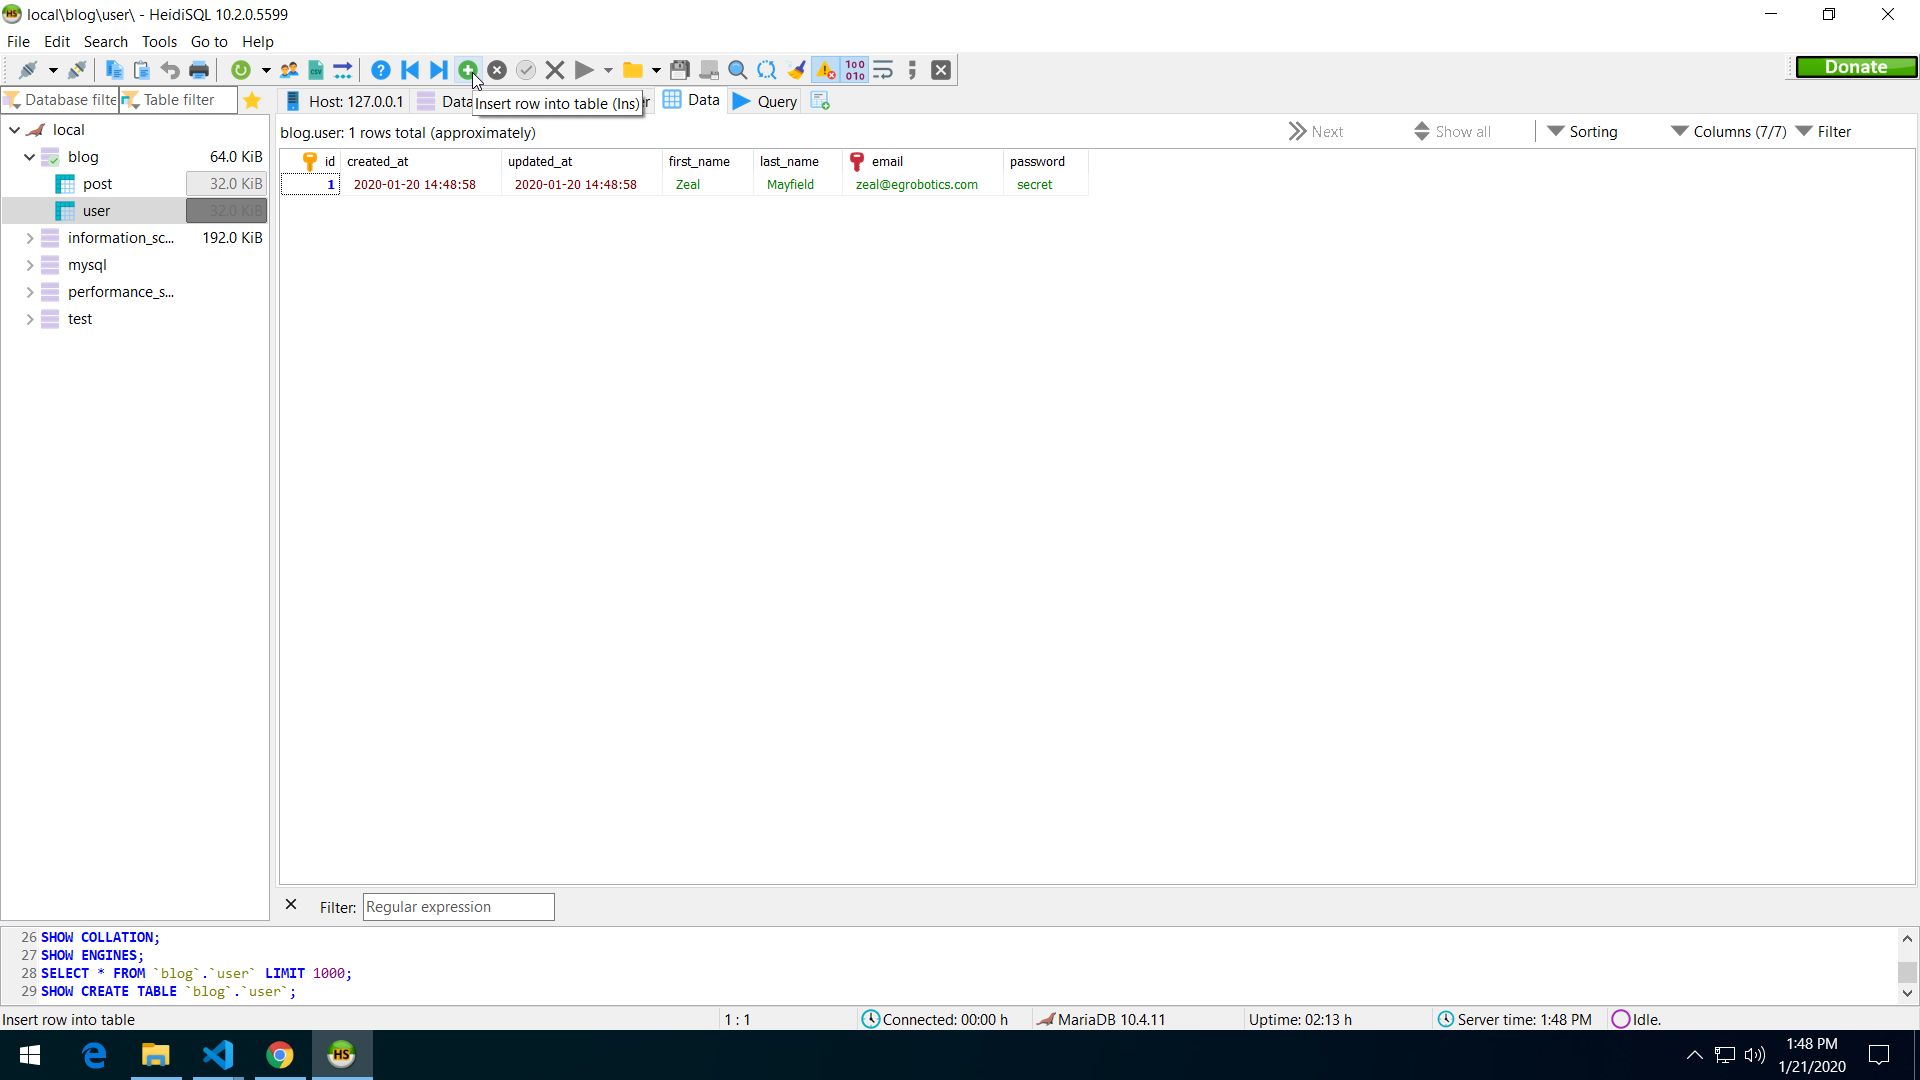 local\blog\user\ - HeidiSQL 10.2.0.5599
File Edit Search Tools Go to Help
Donate
Database filte Table filter
Host: 127.0.0.1 Data Data Query
Insert row into table (Ins)
local
blog 64.0 KiB
post 32.0 KiB
user 32.0 KiB
information_sc... 192.0 KiB
mysql
performance_s...
test
blog.user: 1 rows total (approximately)
Next Show all Sorting Columns (7/7) Filter
id created_at updated_at first_name last_name email password
1 2020-01-20 14:48:58 2020-01-20 14:48:58 Zeal Mayfield zeal@egrobotics.com secret
Filter: Regular expression
26 SHOW COLLATION;
27 SHOW ENGINES;
28 SELECT * FROM `blog`.`user` LIMIT 1000;
29 SHOW CREATE TABLE `blog`.`user`;
Insert row into table 1 : 1 Connected: 00:00 h MariaDB 10.4.11 Uptime: 02:13 h Server time: 1:48 PM Idle.
HS
1:48 PM
1/21/2020